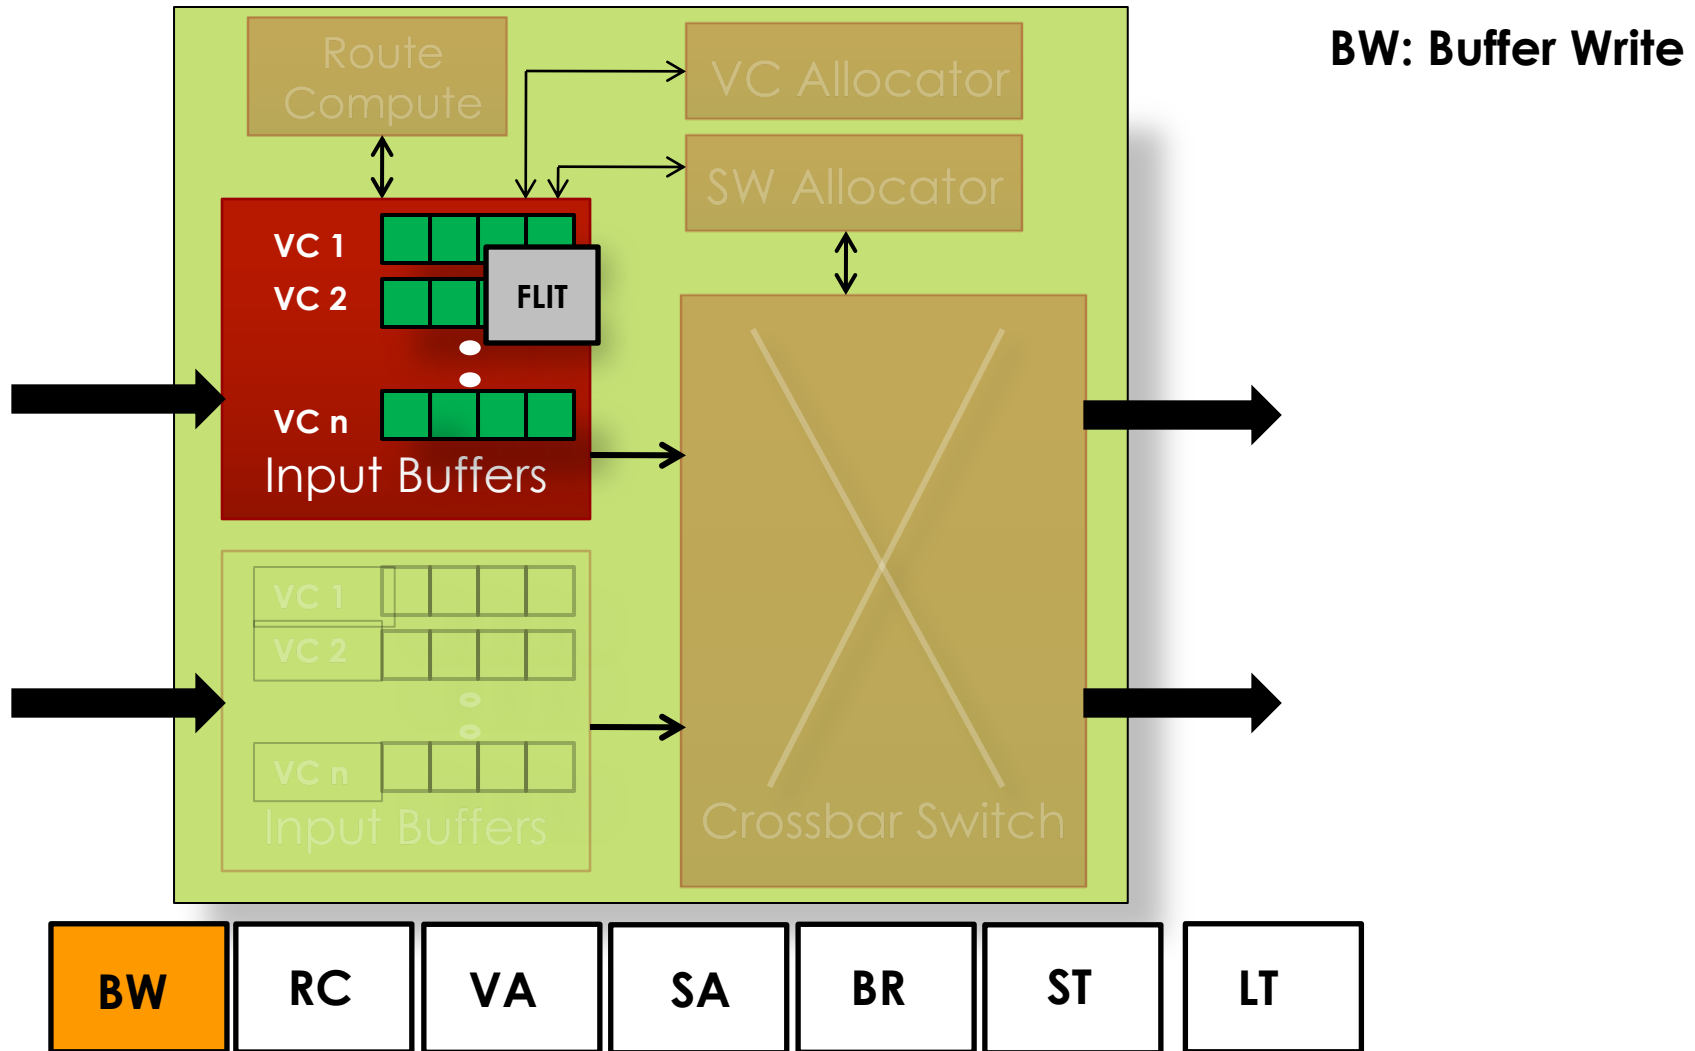 BW: Buffer Write
Route
Compute
VC Allocator
SW Allocator
VC 1
VC 2
FLIT
VC n
Input Buffers
VC 1
VC 2
VC n
Input Buffers
Crossbar Switch
BW RC VA SA BR ST LT